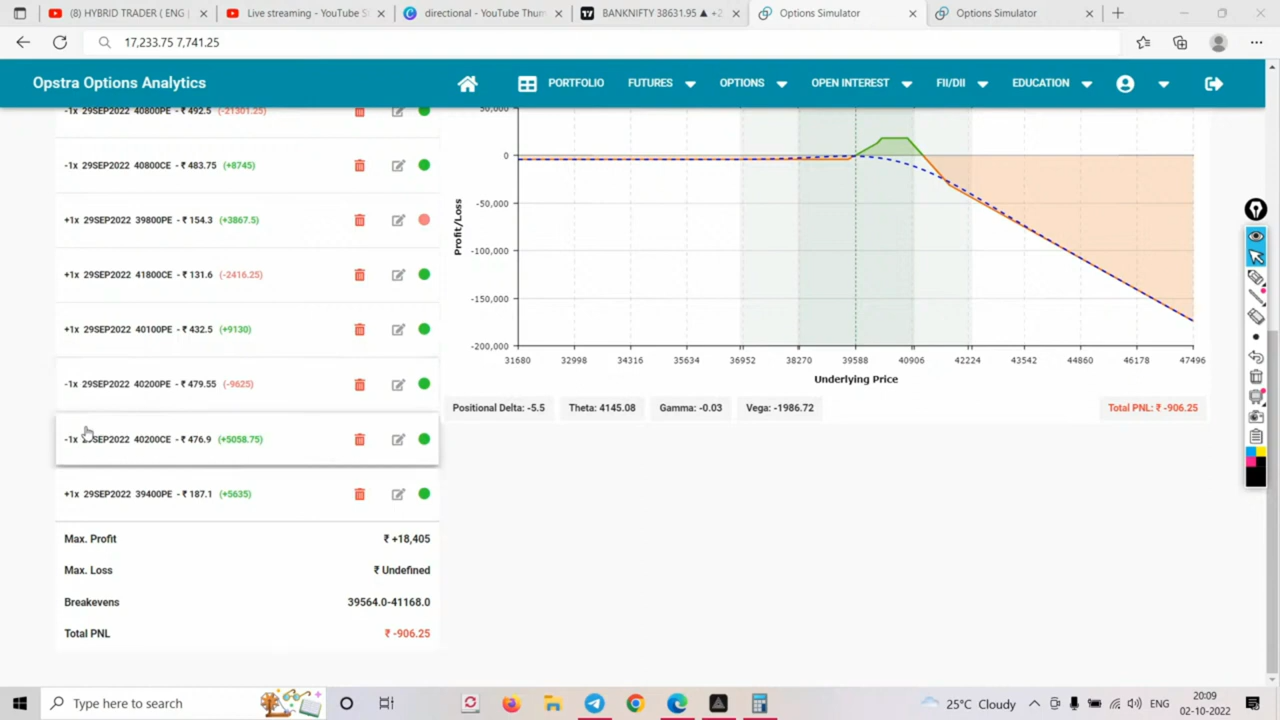 (8) HYBRID TRADER ( ENG (
Live streaming - YouTube S
directional - YouTube Thum
BANKNIFTY 38631.95 ▲ +2
Options Simulator
Options Simulator
17,233.75 7,741.25
Opstra Options Analytics
PORTFOLIO
FUTURES
OPTIONS
OPEN INTEREST
FII/DII
EDUCATION
-1x 29SEP2022 40800PE - ₹ 492.5 (-21301.25)
-1x 29SEP2022 40800CE - ₹ 483.75 (+8745)
+1x 29SEP2022 39800PE - ₹ 154.3 (+3867.5)
+1x 29SEP2022 41800CE - ₹ 131.6 (-2416.25)
+1x 29SEP2022 40100PE - ₹ 432.5 (+9130)
-1x 29SEP2022 40200PE - ₹ 479.55 (-9625)
-1x 29SEP2022 40200CE - ₹ 476.9 (+5058.75)
+1x 29SEP2022 39400PE - ₹ 187.1 (+5635)
Max. Profit ₹ +18,405
Max. Loss ₹ Undefined
Breakevens 39564.0-41168.0
Total PNL ₹ -906.25
Profit/Loss
50,000
0
-50,000
-100,000
-150,000
-200,000
31680 32998 34316 35634 36952 38270 39588 40906 42224 43542 44860 46178 47496
Underlying Price
Positional Delta: -5.5 Theta: 4145.08 Gamma: -0.03 Vega: -1986.72 Total PNL: ₹ -906.25
Type here to search
25°C Cloudy
ENG
20:09
02-10-2022